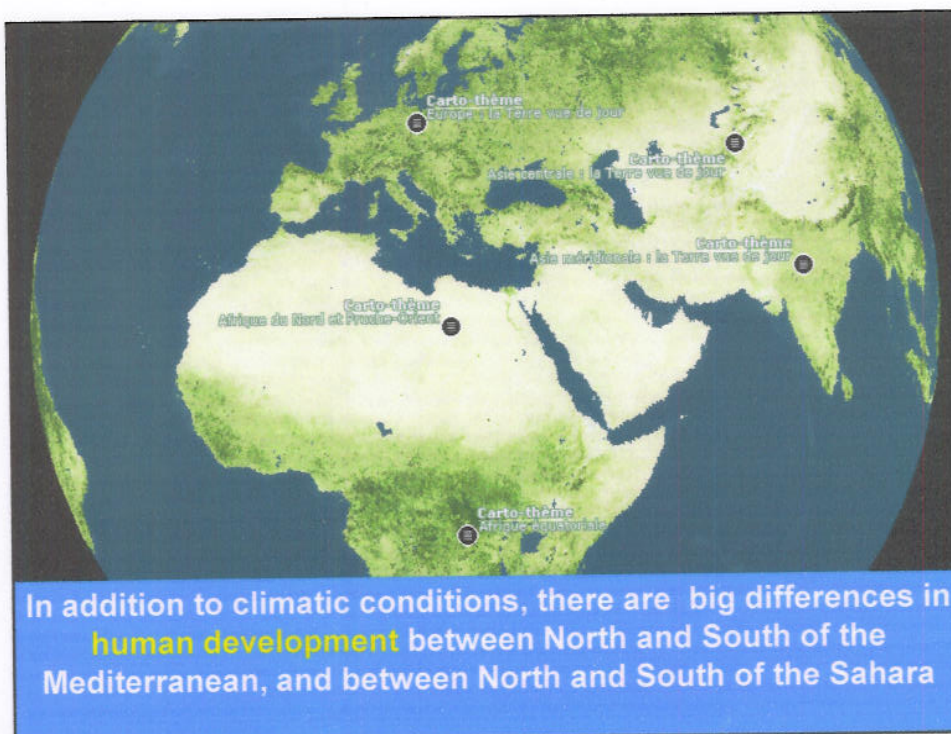 Carto-thème
Europe : la Terre vue de jour
Carto-thème
Asie centrale : la Terre vue de jour
Carto-thème
Asie méridionale : la Terre vue de jour
Carto-thème
Afrique du Nord et Proche-Orient
Carto-thème
Afrique équatoriale
In addition to climatic conditions, there are big differences in
human development between North and South of the
Mediterranean, and between North and South of the Sahara